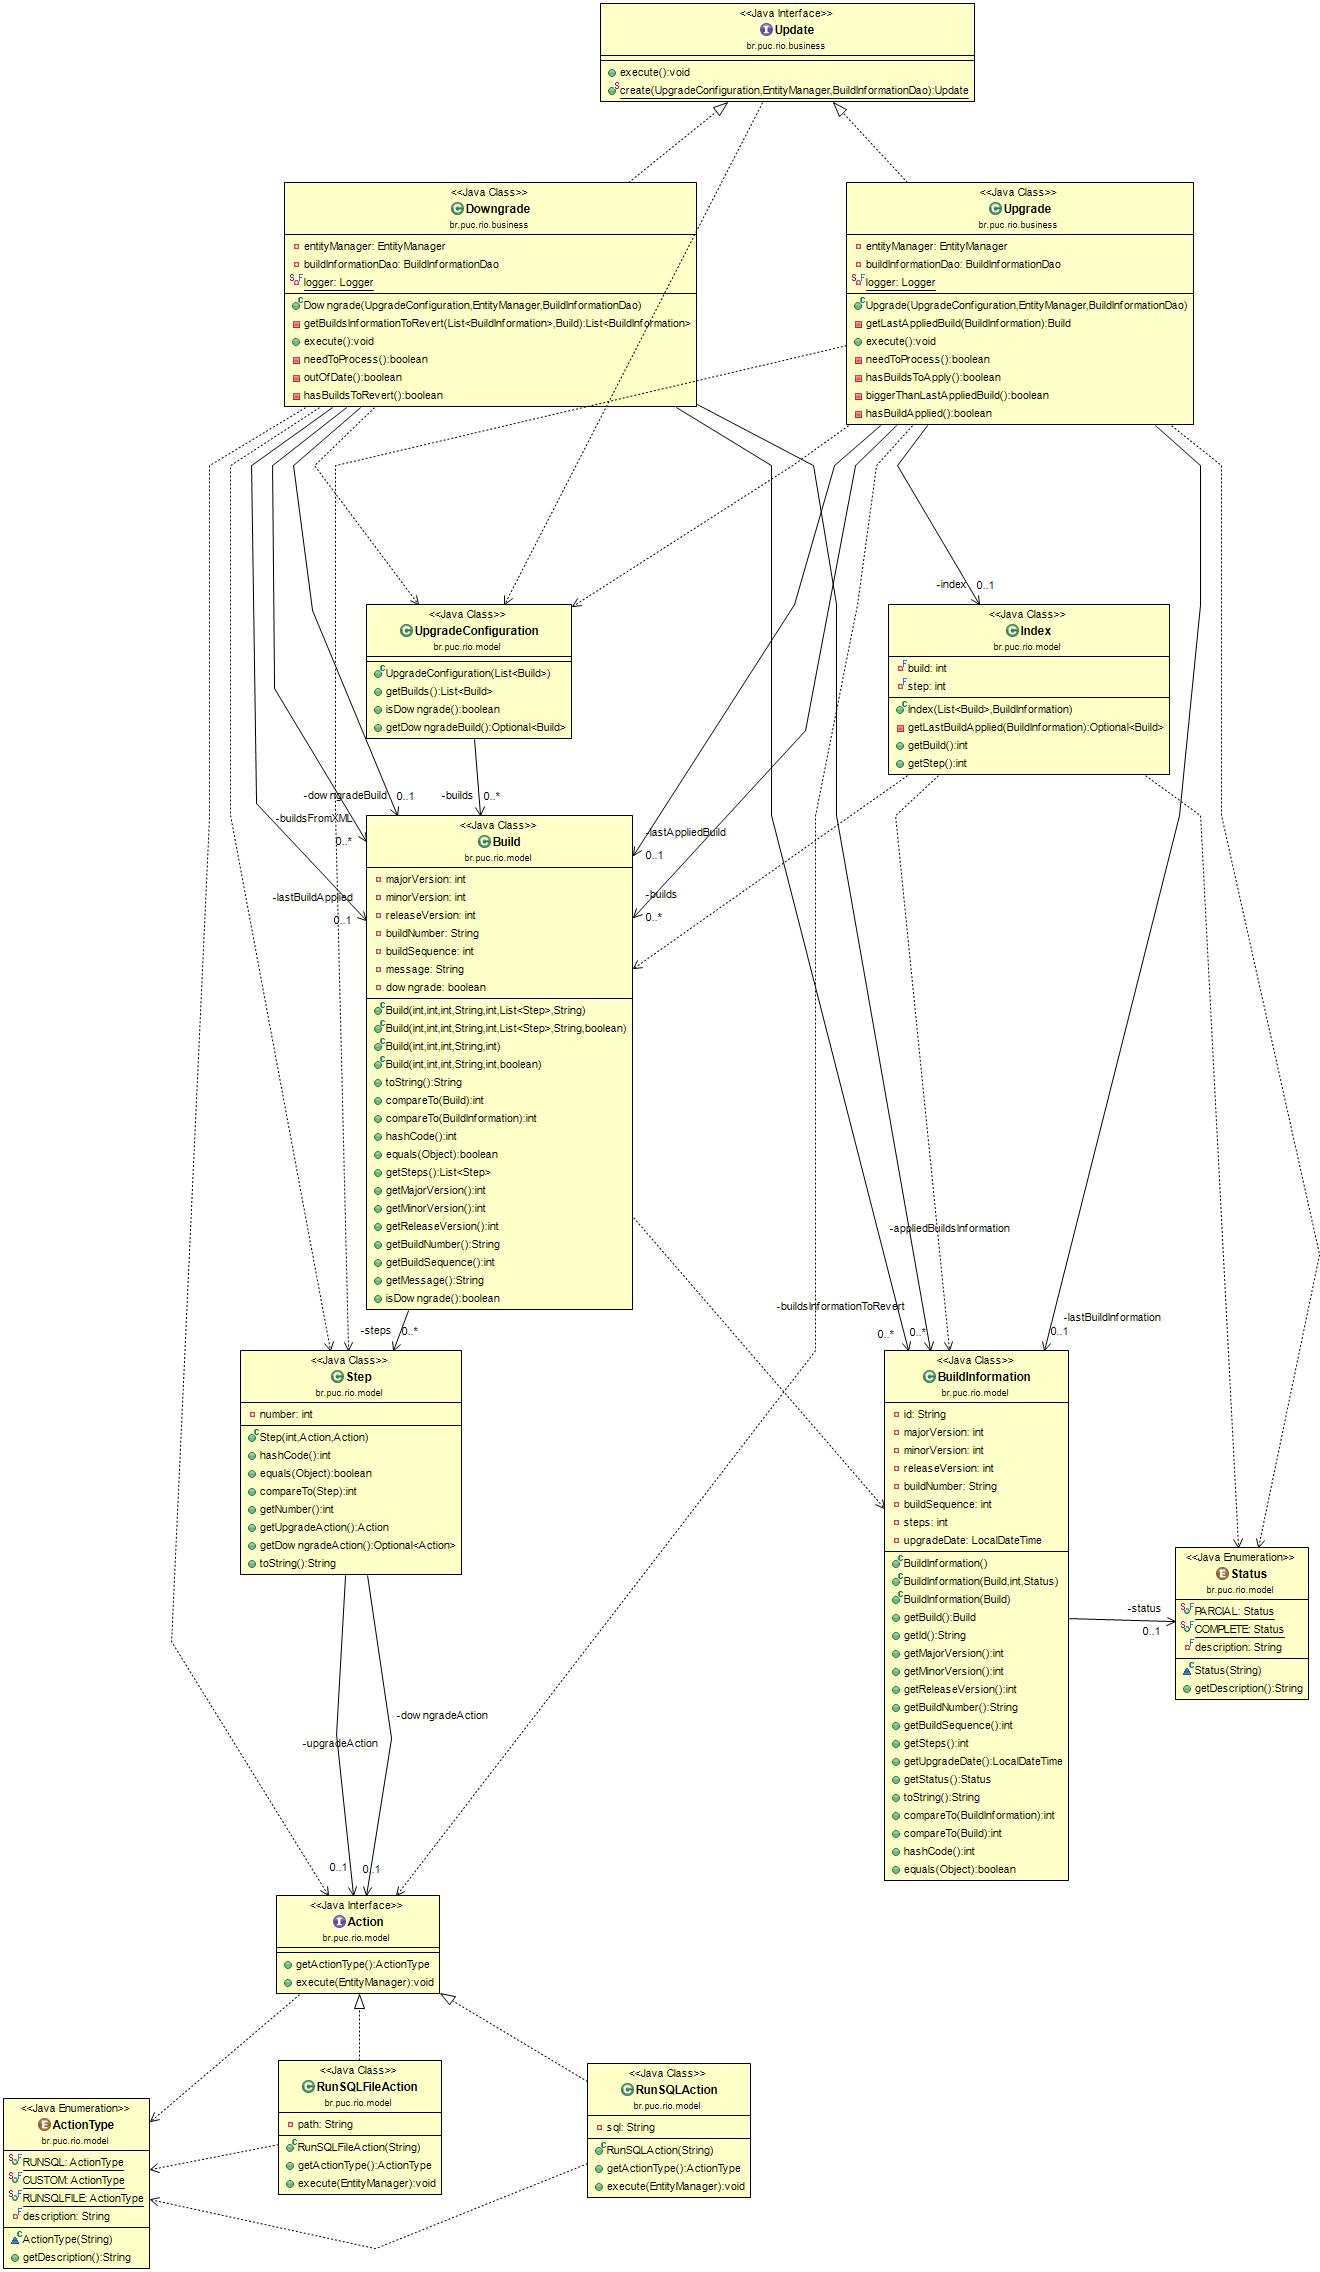 <<Java Interface>>
Update
br.puc.rio.business
execute():void
create(UpgradeConfiguration,EntityManager,BuildInformationDao):Update
<<Java Class>>
Downgrade
br.puc.rio.business
entityManager: EntityManager
buildInformationDao: BuildInformationDao
logger: Logger
Downgrade(UpgradeConfiguration,EntityManager,BuildInformationDao)
getBuildsInformationToRevert(List<BuildInformation>,Build):List<BuildInformation>
execute():void
needToProcess():boolean
outOfDate():boolean
hasBuildsToRevert():boolean
<<Java Class>>
Upgrade
br.puc.rio.business
entityManager: EntityManager
buildInformationDao: BuildInformationDao
logger: Logger
Upgrade(UpgradeConfiguration,EntityManager,BuildInformationDao)
getLastAppliedBuild(BuildInformation):Build
execute():void
needToProcess():boolean
hasBuildsToApply():boolean
biggerThanLastAppliedBuild():boolean
hasBuildApplied():boolean
-index
0..1
<<Java Class>>
UpgradeConfiguration
br.puc.rio.model
UpgradeConfiguration(List<Build>)
getBuilds():List<Build>
isDowngrade():boolean
getDowngradeBuild():Optional<Build>
<<Java Class>>
Index
br.puc.rio.model
build: int
step: int
Index(List<Build>,BuildInformation)
getLastBuildApplied(BuildInformation):Optional<Build>
getBuild():int
getStep():int
-downgradeBuild
0..1
-builds
0..*
-buildsFromXML
0..*
-lastBuildApplied
0..1
-lastAppliedBuild
0..1
-builds
0..*
<<Java Class>>
Build
br.puc.rio.model
majorVersion: int
minorVersion: int
releaseVersion: int
buildNumber: String
buildSequence: int
message: String
downgrade: boolean
Build(int,int,int,String,int,List<Step>,String)
Build(int,int,int,String,int,List<Step>,String,boolean)
Build(int,int,int,String,int)
Build(int,int,int,String,int,boolean)
toString():String
compareTo(Build):int
compareTo(BuildInformation):int
hashCode():int
equals(Object):boolean
getSteps():List<Step>
getMajorVersion():int
getMinorVersion():int
getReleaseVersion():int
getBuildNumber():String
getBuildSequence():int
getMessage():String
isDowngrade():boolean
-appliedBuildsInformation
0..*
-buildsInformationToRevert
0..*
-lastBuildInformation
0..1
-steps
0..*
<<Java Class>>
Step
br.puc.rio.model
number: int
Step(int,Action,Action)
hashCode():int
equals(Object):boolean
compareTo(Step):int
getNumber():int
getUpgradeAction():Action
getDowngradeAction():Optional<Action>
toString():String
<<Java Class>>
BuildInformation
br.puc.rio.model
id: String
majorVersion: int
minorVersion: int
releaseVersion: int
buildNumber: String
buildSequence: int
steps: int
upgradeDate: LocalDateTime
BuildInformation()
BuildInformation(Build,int,Status)
BuildInformation(Build)
getBuild():Build
getId():String
getMajorVersion():int
getMinorVersion():int
getReleaseVersion():int
getBuildNumber():String
getBuildSequence():int
getSteps():int
getUpgradeDate():LocalDateTime
getStatus():Status
toString():String
compareTo(BuildInformation):int
compareTo(Build):int
hashCode():int
equals(Object):boolean
-status
0..1
<<Java Enumeration>>
Status
br.puc.rio.model
PARCIAL: Status
COMPLETE: Status
description: String
Status(String)
getDescription():String
-downgradeAction
-upgradeAction
0..1
0..1
<<Java Interface>>
Action
br.puc.rio.model
getActionType():ActionType
execute(EntityManager):void
<<Java Class>>
RunSQLFileAction
br.puc.rio.model
path: String
RunSQLFileAction(String)
getActionType():ActionType
execute(EntityManager):void
<<Java Class>>
RunSQLAction
br.puc.rio.model
sql: String
RunSQLAction(String)
getActionType():ActionType
execute(EntityManager):void
<<Java Enumeration>>
ActionType
br.puc.rio.model
RUNSQL: ActionType
CUSTOM: ActionType
RUNSQLFILE: ActionType
description: String
ActionType(String)
getDescription():String